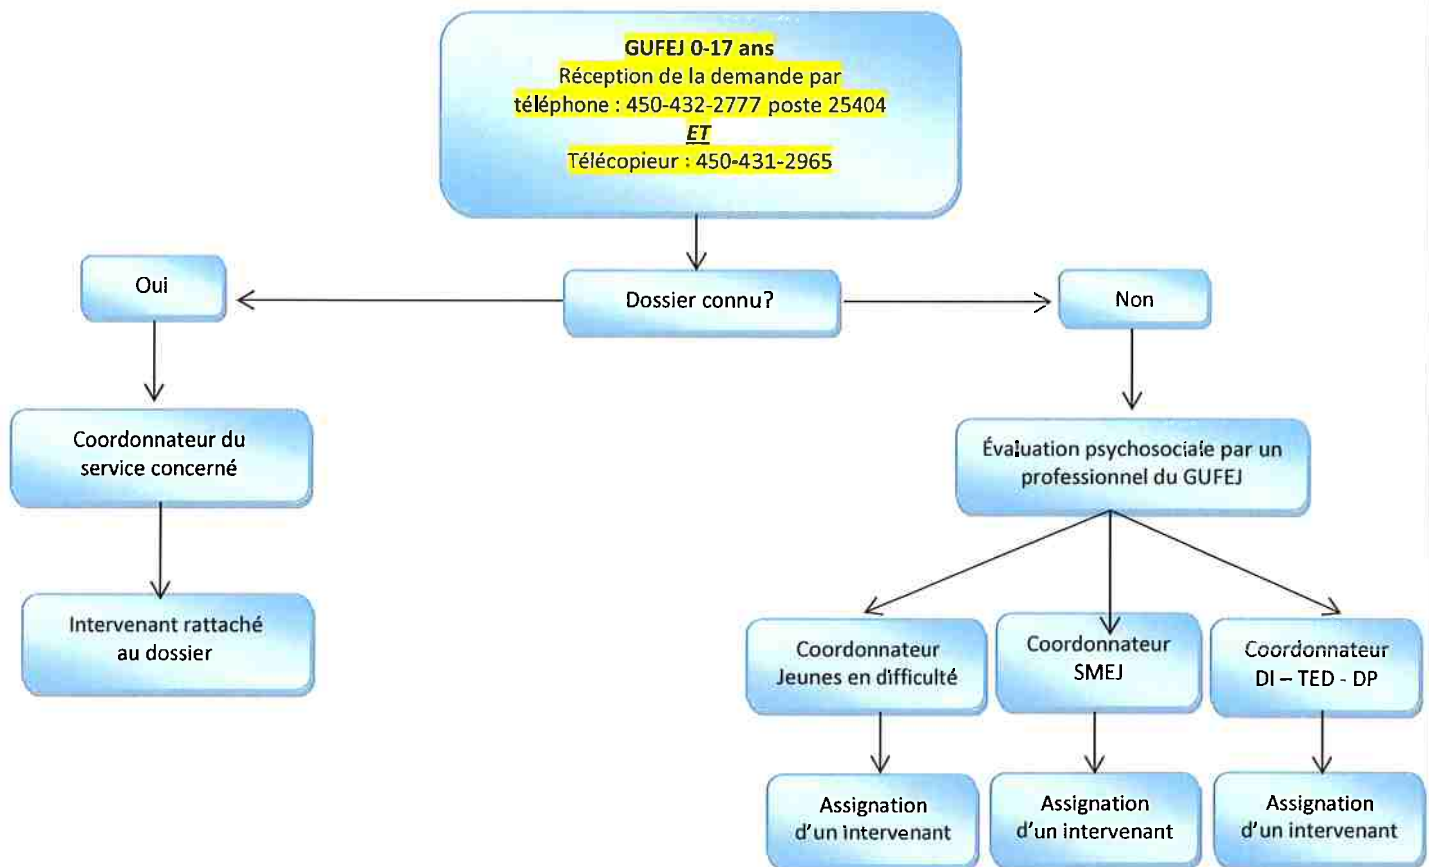 GUFEJ 0-17 ans
Réception de la demande par
téléphone : 450-432-2777 poste 25404
ET
Télécopieur : 450-431-2965
Oui
Dossier connu?
Non
Coordonnateur du
service concerné
Évaluation psychosociale par un
professionnel du GUFEJ
Intervenant rattaché
au dossier
Coordonnateur
Jeunes en difficulté
Coordonnateur
SMEJ
Coordonnateur
DI – TED - DP
Assignation
d'un intervenant
Assignation
d'un intervenant
Assignation
d'un intervenant